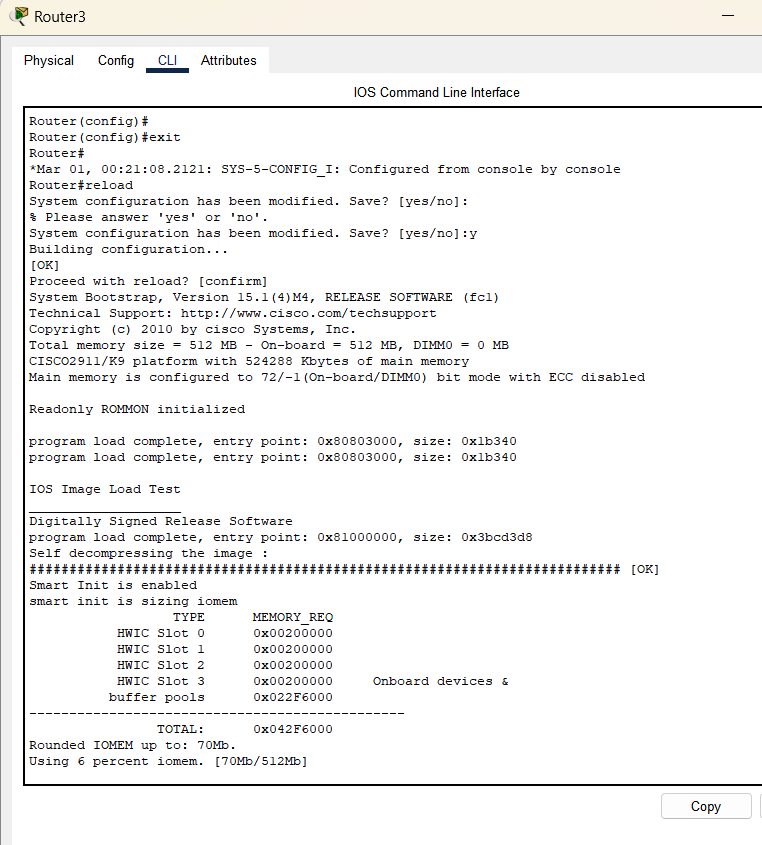 Router3
Physical Config CLI Attributes
IOS Command Line Interface
Router(config)#
Router(config)#exit
Router#
*Mar 01, 00:21:08.2121: SYS-5-CONFIG_I: Configured from console by console
Router#reload
System configuration has been modified. Save? [yes/no]:
% Please answer 'yes' or 'no'.
System configuration has been modified. Save? [yes/no]:y
Building configuration...
[OK]
Proceed with reload? [confirm]
System Bootstrap, Version 15.1(4)M4, RELEASE SOFTWARE (fc1)
Technical Support: http://www.cisco.com/techsupport
Copyright (c) 2010 by cisco Systems, Inc.
Total memory size = 512 MB - On-board = 512 MB, DIMM0 = 0 MB
CISCO2911/K9 platform with 524288 Kbytes of main memory
Main memory is configured to 72/-1(On-board/DIMM0) bit mode with ECC disabled
Readonly ROMMON initialized
program load complete, entry point: 0x80803000, size: 0x1b340
program load complete, entry point: 0x80803000, size: 0x1b340
IOS Image Load Test
___________________
Digitally Signed Release Software
program load complete, entry point: 0x81000000, size: 0x3bcd3d8
Self decompressing the image :
########################################################################## [OK]
Smart Init is enabled
smart init is sizing iomem
TYPE MEMORY_REQ
HWIC Slot 0 0x00200000
HWIC Slot 1 0x00200000
HWIC Slot 2 0x00200000
HWIC Slot 3 0x00200000 Onboard devices &
buffer pools 0x022F6000
-----------------------------------------------
TOTAL: 0x042F6000
Rounded IOMEM up to: 70Mb.
Using 6 percent iomem. [70Mb/512Mb]
Copy